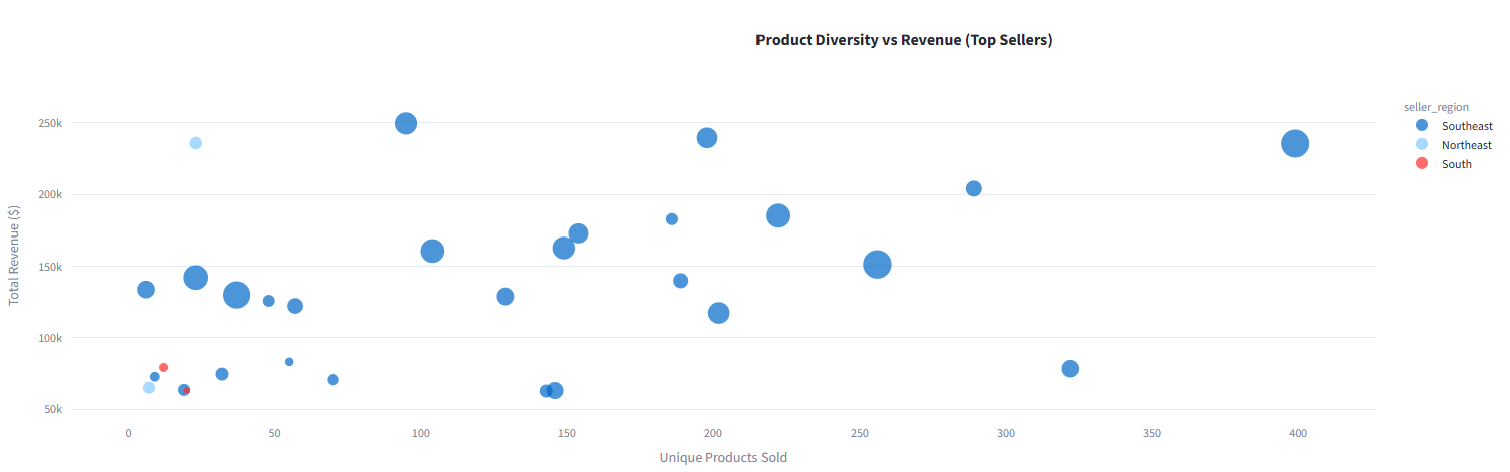 Product Diversity vs Revenue (Top Sellers)
seller_region
Southeast
Northeast
South
Total Revenue ($)
250k
200k
150k
100k
50k
0 50 100 150 200 250 300 350 400
Unique Products Sold